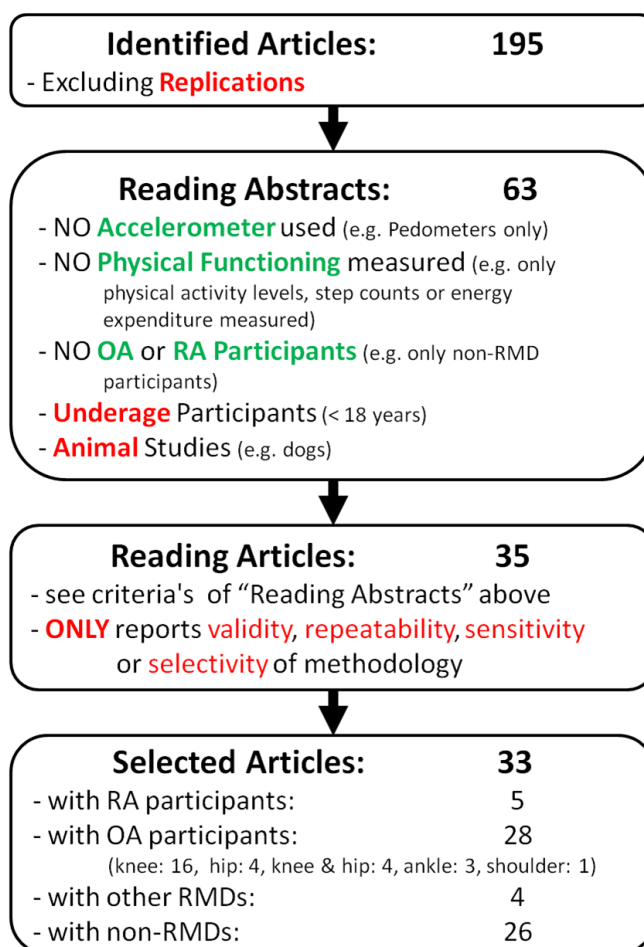 Identified Articles: 195
- Excluding Replications
Reading Abstracts: 63
- NO Accelerometer used (e.g. Pedometers only)
- NO Physical Functioning measured (e.g. only
physical activity levels, step counts or energy
expenditure measured)
- NO OA or RA Participants (e.g. only non-RMD
participants)
- Underage Participants (< 18 years)
- Animal Studies (e.g. dogs)
Reading Articles: 35
- see criteria's of “Reading Abstracts” above
- ONLY reports validity, repeatability, sensitivity
or selectivity of methodology
Selected Articles: 33
- with RA participants: 5
- with OA participants: 28
(knee: 16, hip: 4, knee & hip: 4, ankle: 3, shoulder: 1)
- with other RMDs: 4
- with non-RMDs: 26